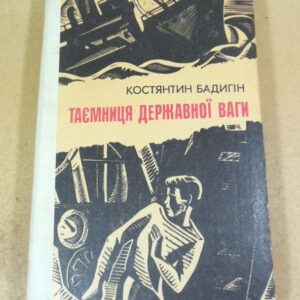 КОСТЯНТИН БАДИГІН
ТАЄМНИЦЯ ДЕРЖАВНОЇ ВАГИ